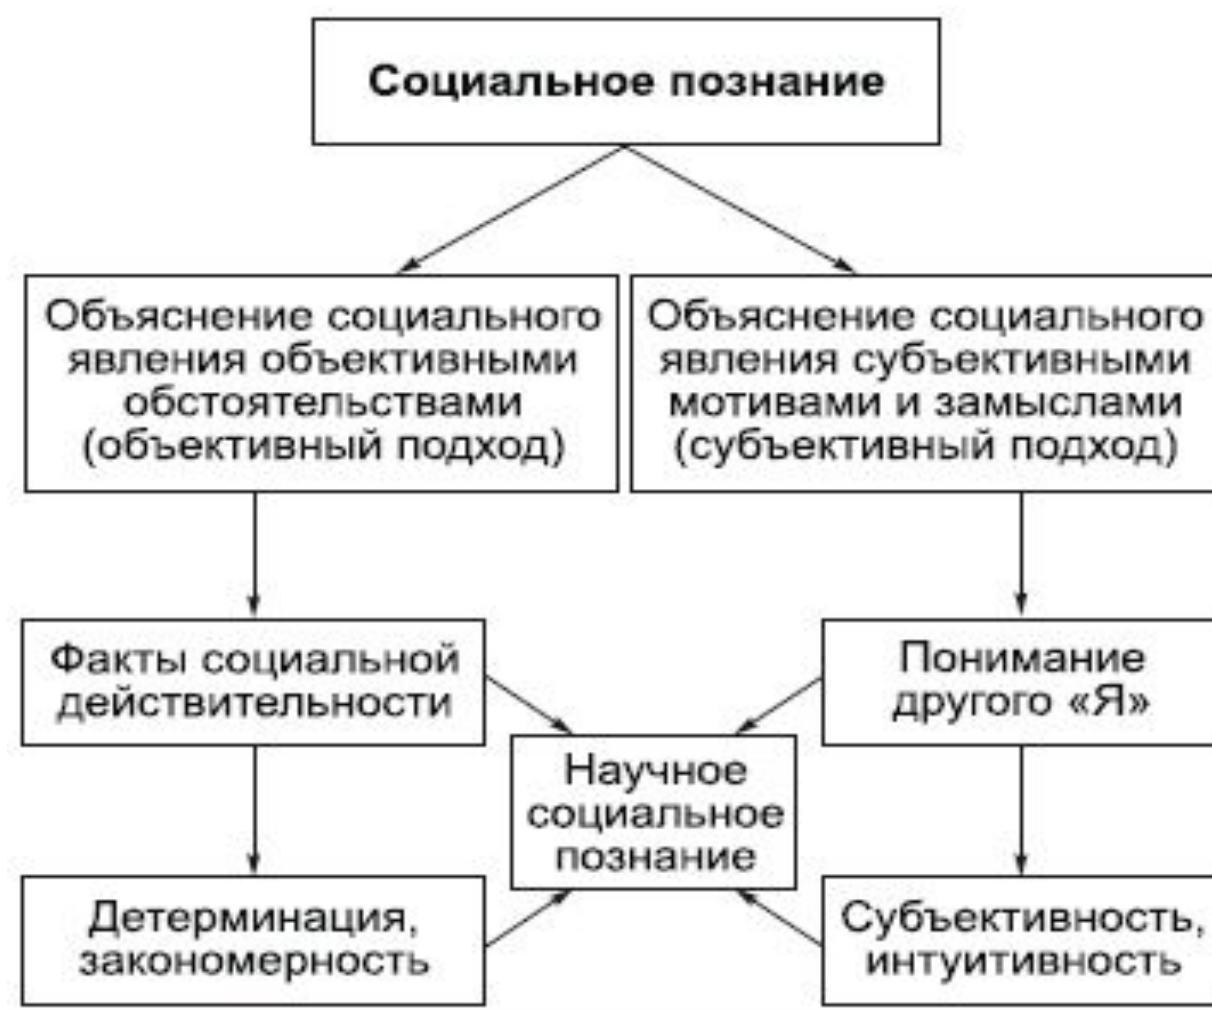 Социальное познание
Объяснение социального
явления объективными
обстоятельствами
(объективный подход)
Объяснение социального
явления субъективными
мотивами и замыслами
(субъективный подход)
Факты социальной
действительности
Понимание
другого «Я»
Научное
социальное
познание
Детерминация,
закономерность
Субъективность,
интуитивность